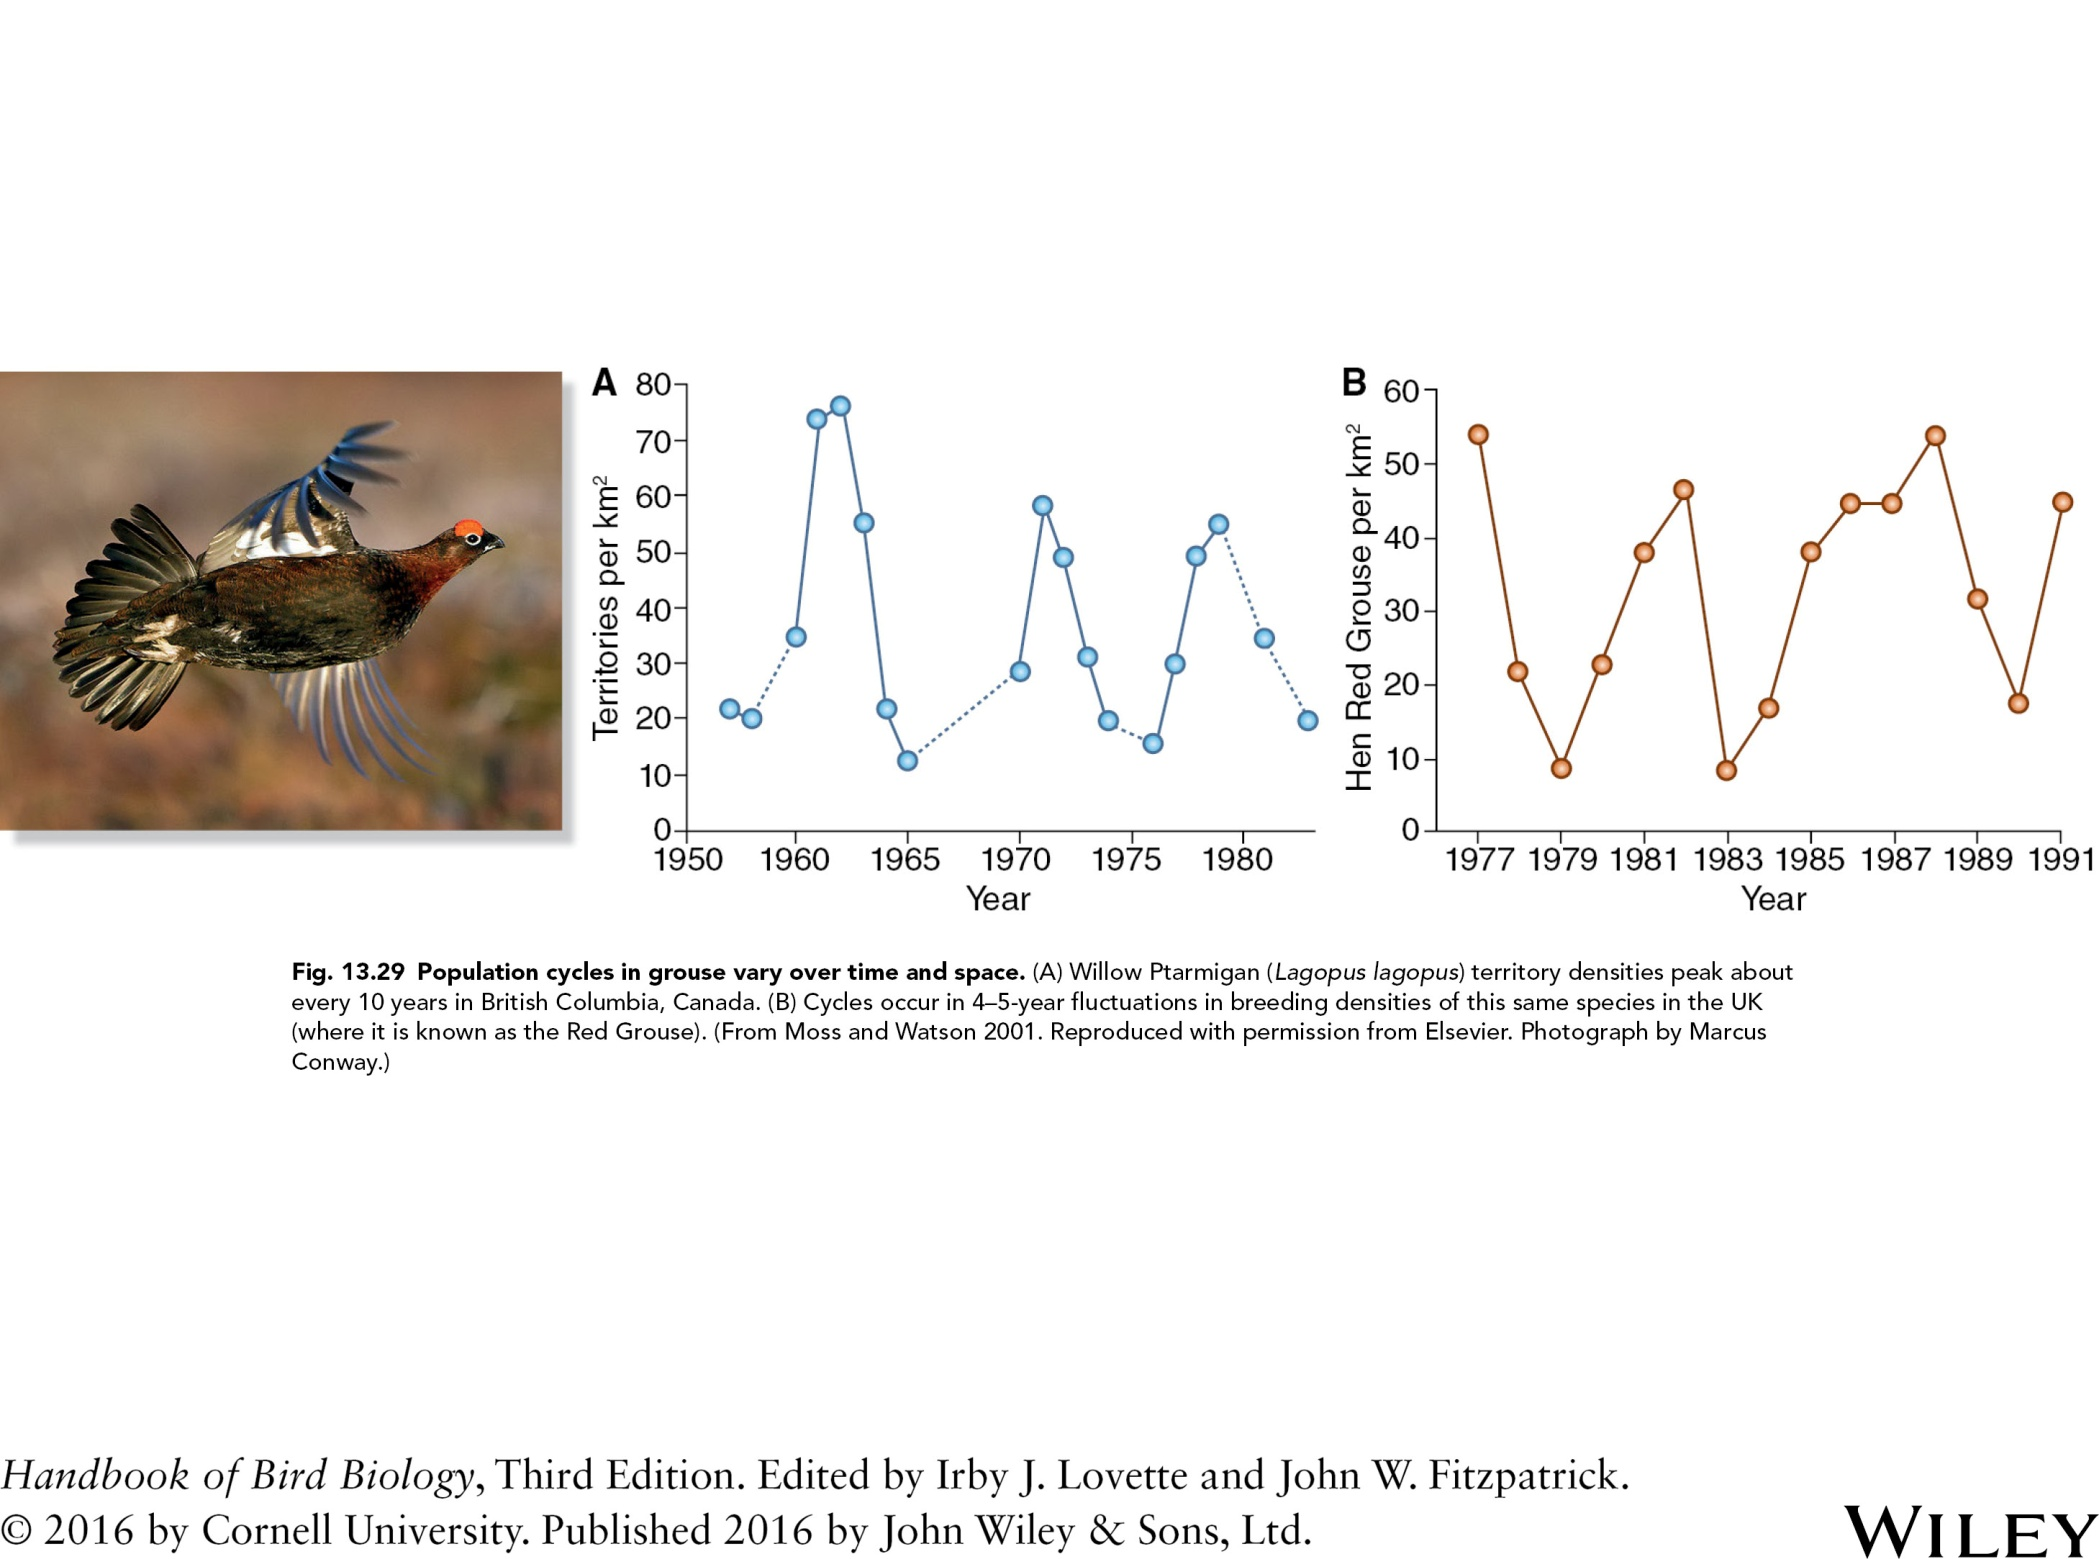 A
80
70
60
50
40
30
20
10
0
Territories per km²
1950 1960 1965 1970 1975 1980
Year
B
60
50
40
30
20
10
0
Hen Red Grouse per km²
1977 1979 1981 1983 1985 1987 1989 1991
Year
Fig. 13.29 Population cycles in grouse vary over time and space. (A) Willow Ptarmigan (Lagopus lagopus) territory densities peak about
every 10 years in British Columbia, Canada. (B) Cycles occur in 4–5-year fluctuations in breeding densities of this same species in the UK
(where it is known as the Red Grouse). (From Moss and Watson 2001. Reproduced with permission from Elsevier. Photograph by Marcus
Conway.)
Handbook of Bird Biology, Third Edition. Edited by Irby J. Lovette and John W. Fitzpatrick.
© 2016 by Cornell University. Published 2016 by John Wiley & Sons, Ltd.
WILEY